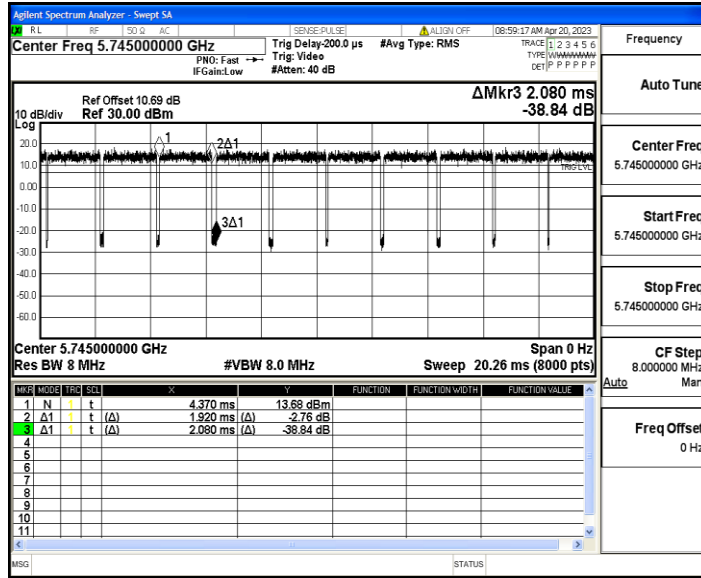 Agilent Spectrum Analyzer - Swept SA
RL RF 50 Ω AC SENSE:PULSE ALIGN OFF 08:59:17 AM Apr 20, 2023
Center Freq 5.745000000 GHz
PNO: Fast
IFGain:Low
Trig Delay-200.0 µs
Trig: Video
#Atten: 40 dB
#Avg Type: RMS
TRACE 1 2 3 4 5 6
TYPE
DET P P P P P P
Frequency
Auto Tune
Center Freq
5.745000000 GHz
Start Freq
5.745000000 GHz
Stop Freq
5.745000000 GHz
CF Step
8.000000 MHz
Auto Man
Freq Offset
0 Hz
ΔMkr3 2.080 ms
-38.84 dB
Ref Offset 10.69 dB
10 dB/div Ref 30.00 dBm
Log
20.0
10.0
0.00
-10.0
-20.0
-30.0
-40.0
-50.0
-60.0
1
2Δ1
3Δ1
TRIG LVL
Center 5.745000000 GHz Span 0 Hz
Res BW 8 MHz #VBW 8.0 MHz Sweep 20.26 ms (8000 pts)
MKR MODE TRC SCL X Y FUNCTION FUNCTION WIDTH FUNCTION VALUE
1 N 1 t 4.370 ms 13.68 dBm
2 Δ1 1 t (Δ) 1.920 ms (Δ) -2.76 dB
3 Δ1 1 t (Δ) 2.080 ms (Δ) -38.84 dB
4
5
6
7
8
9
10
11
MSG STATUS